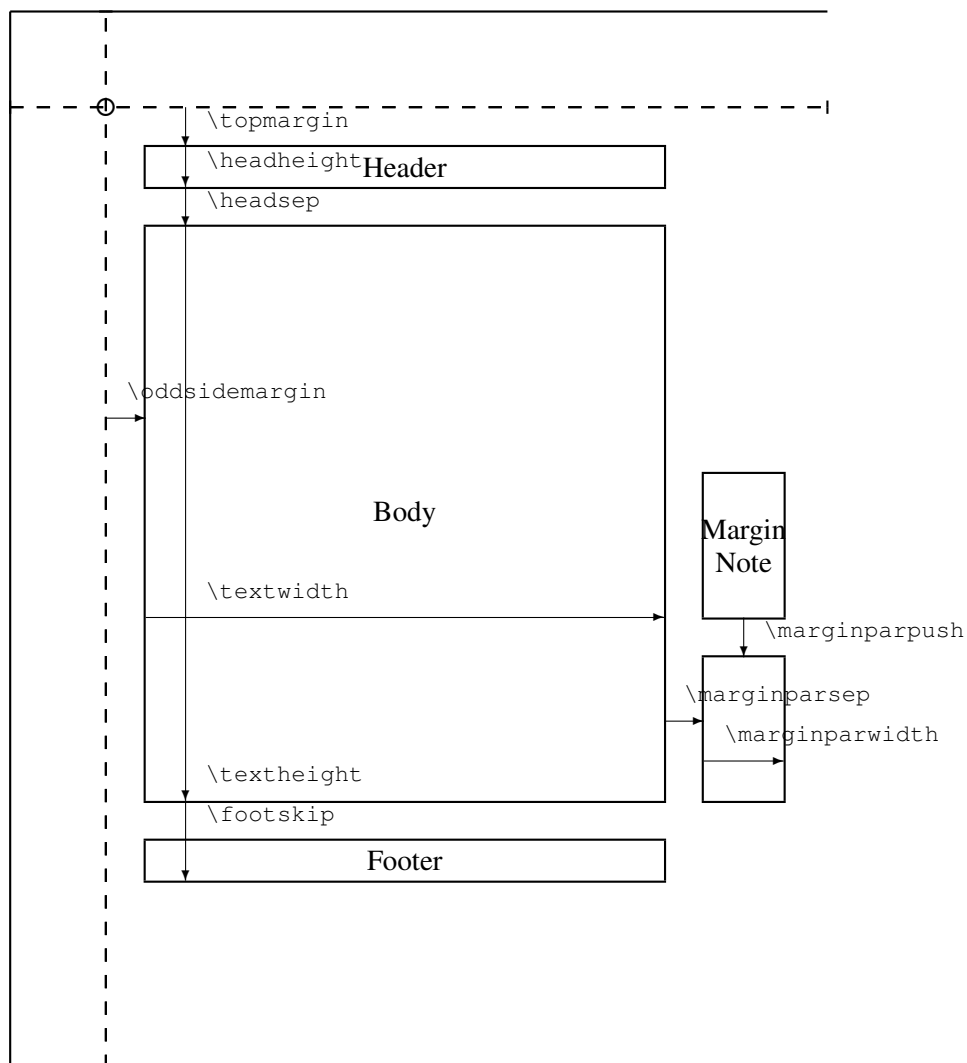 \topmargin
\headheight
Header
\headsep
\oddsidemargin
Body
Margin
Note
\textwidth
\marginparpush
\marginparsep
\marginparwidth
\textheight
\footskip
Footer